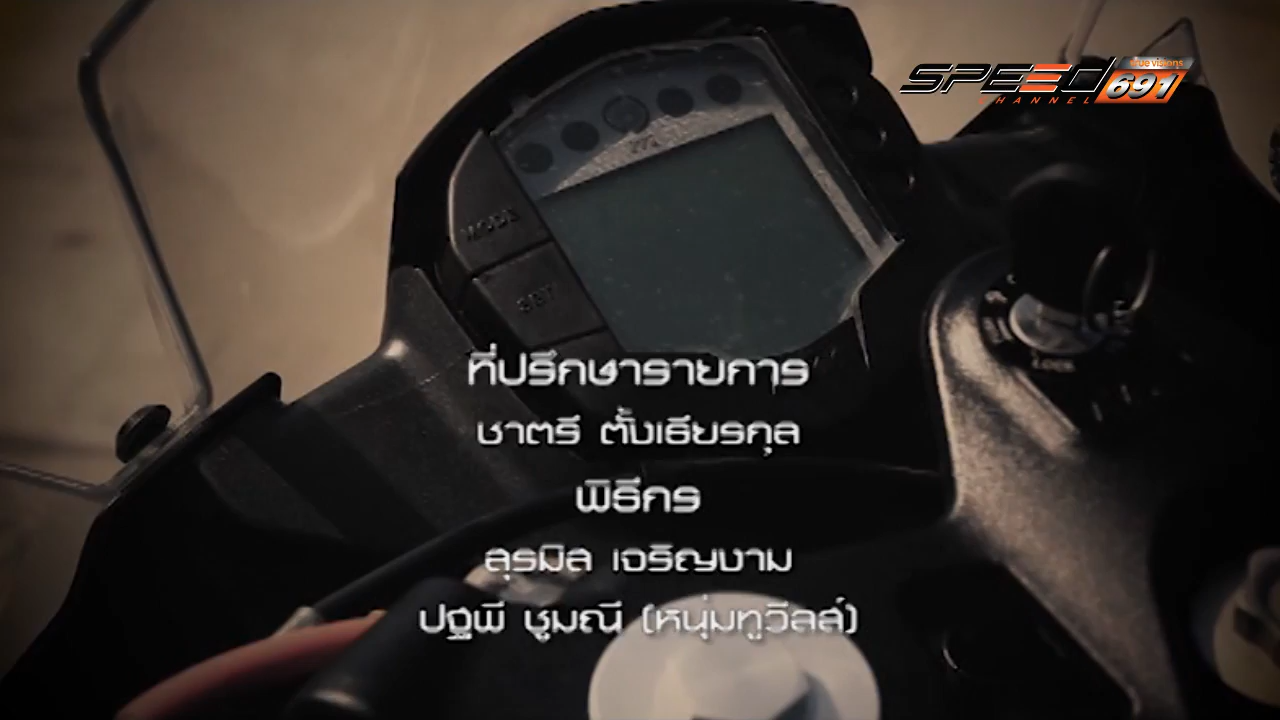 true visions
SPEED 691
CHANNEL
MODE
SET
LOCK
ที่ปรึกษารายการ
ชาตรี ตั้งเธียรกุล
พิธีกร
สุรมิล เจริญงาม
ปฐพี ชูมณี (หนุ่มทูวีลส์)